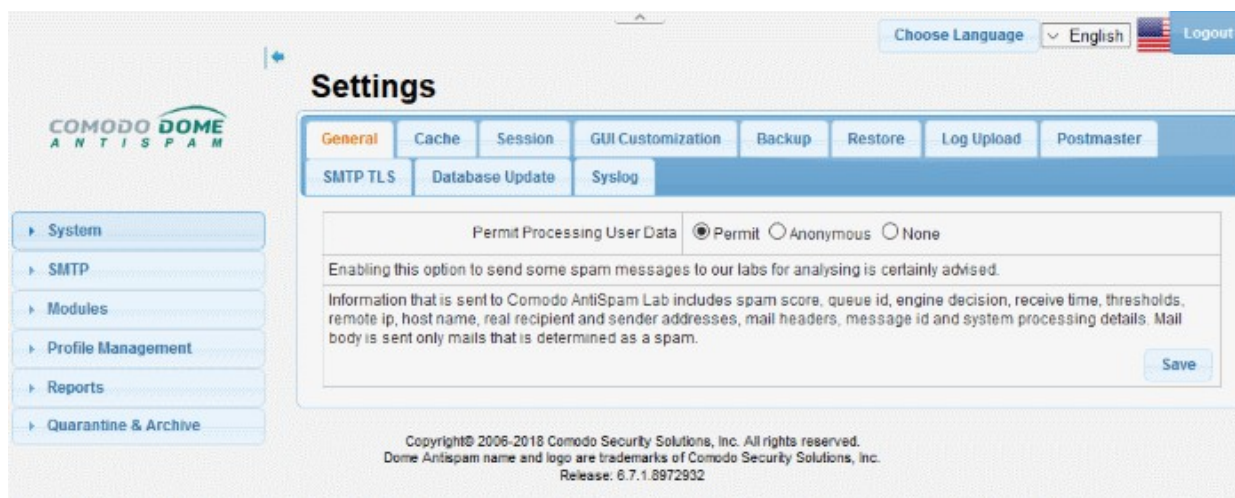 Choose Language
English
Logout
Settings
COMODO DOME
ANTISPAM
General Cache Session GUI Customization Backup Restore Log Upload Postmaster
SMTP TLS Database Update Syslog
System
SMTP
Modules
Profile Management
Reports
Quarantine & Archive
Permit Processing User Data Permit Anonymous None
Enabling this option to send some spam messages to our labs for analysing is certainly advised.
Information that is sent to Comodo AntiSpam Lab includes spam score, queue id, engine decision, receive time, thresholds,
remote ip, host name, real recipient and sender addresses, mail headers, message id and system processing details. Mail
body is sent only mails that is determined as a spam.
Save
Copyright© 2006-2018 Comodo Security Solutions, Inc. All rights reserved.
Dome Antispam name and logo are trademarks of Comodo Security Solutions, Inc.
Release: 6.7.1.8972932